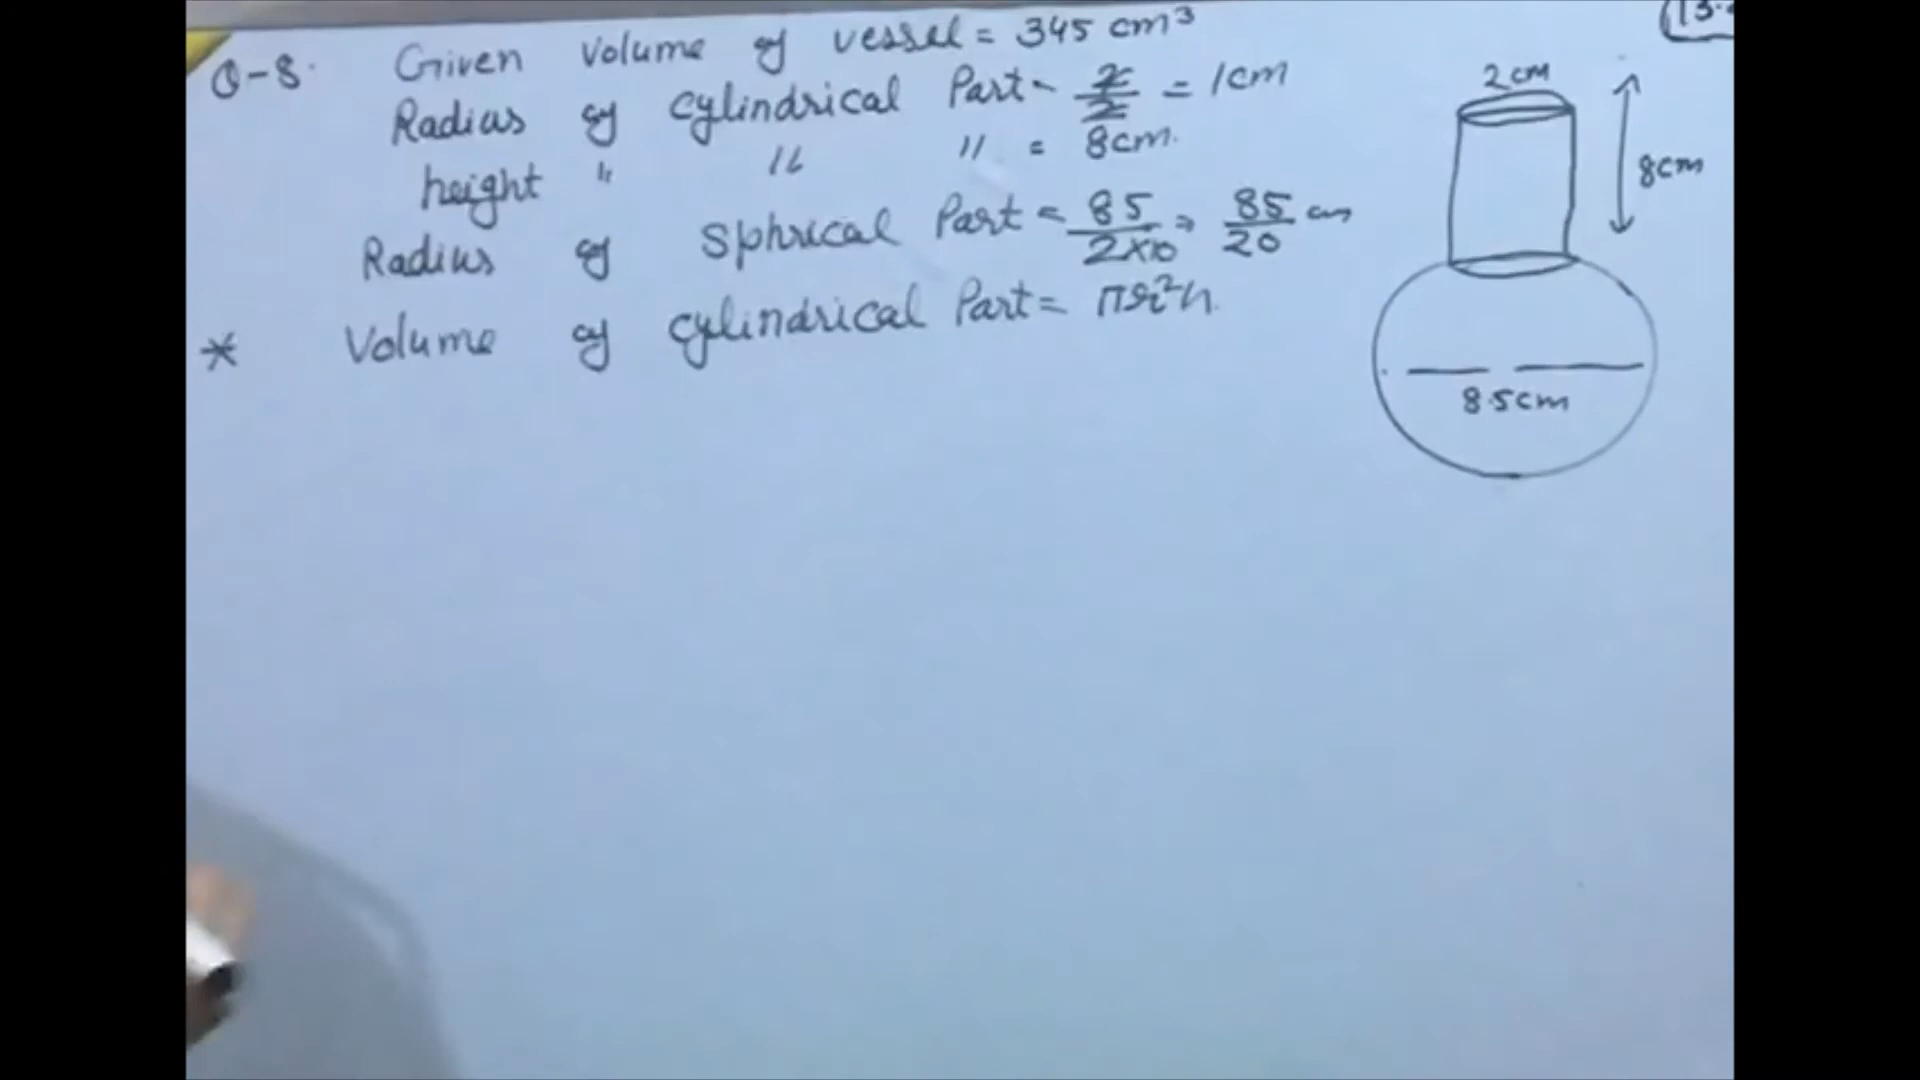 Q-8. Given volume of vessel = 345 cm³
Radius of cylindrical Part = 2/2 = 1cm
height " " " = 8cm.
Radius of Sphrical Part = 85/2×10 = 85/20 cm
* Volume of cylindrical Part = πr²h.
2cm
8cm
8.5cm